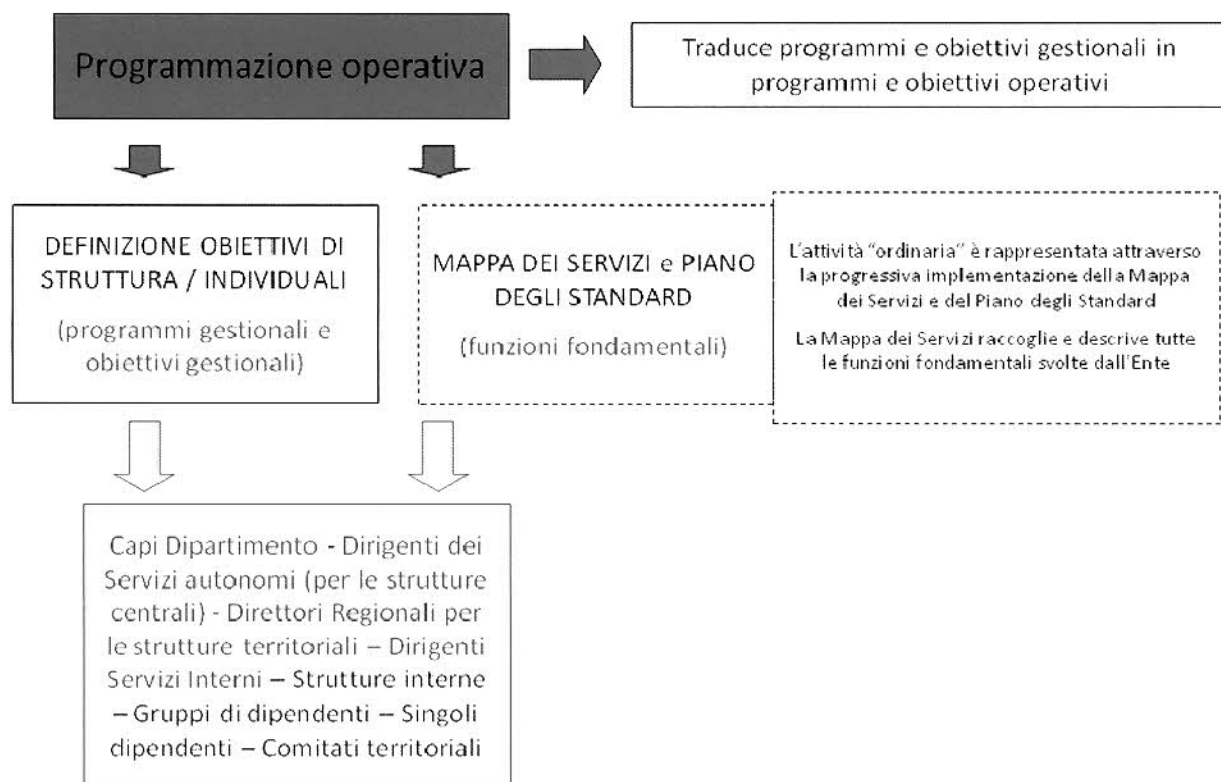 Programmazione operativa
Traduce programmi e obiettivi gestionali in
programmi e obiettivi operativi
DEFINIZIONE OBIETTIVI DI
STRUTTURA / INDIVIDUALI
(programmi gestionali e
obiettivi gestionali)
MAPPA DEI SERVIZI e PIANO
DEGLI STANDARD
(funzioni fondamentali)
L'attività "ordinaria" è rappresentata attraverso
la progressiva implementazione della Mappa
dei Servizi e del Piano degli Standard
La Mappa dei Servizi raccoglie e descrive tutte
le funzioni fondamentali svolte dall'Ente
Capi Dipartimento - Dirigenti dei
Servizi autonomi (per le strutture
centrali) - Direttori Regionali per
le strutture territoriali – Dirigenti
Servizi Interni – Strutture interne
– Gruppi di dipendenti – Singoli
dipendenti – Comitati territoriali